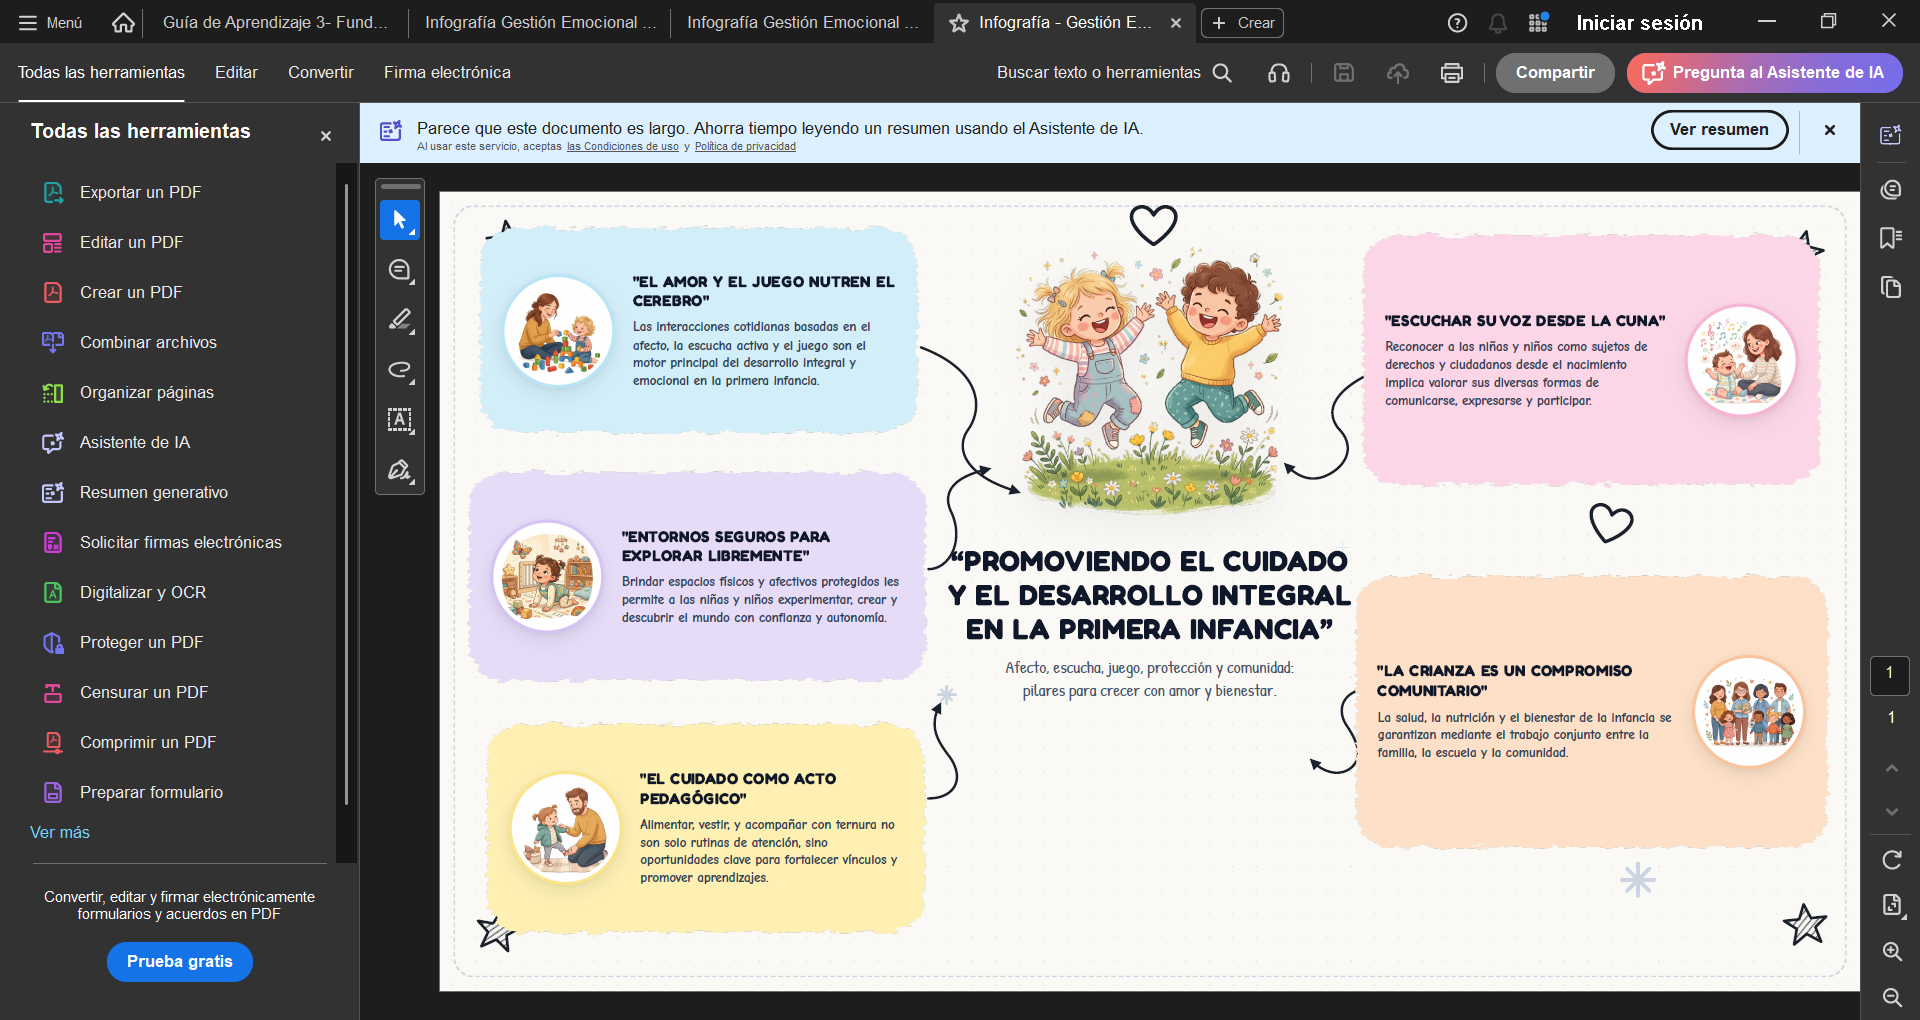 Menú
Guía de Aprendizaje 3- Fund...
Infografía Gestión Emocional ...
Infografía Gestión Emocional ...
Infografía - Gestión E...
Crear
Iniciar sesión
Todas las herramientas
Editar
Convertir
Firma electrónica
Buscar texto o herramientas
Compartir
Pregunta al Asistente de IA
Todas las herramientas
Exportar un PDF
Editar un PDF
Crear un PDF
Combinar archivos
Organizar páginas
Asistente de IA
Resumen generativo
Solicitar firmas electrónicas
Digitalizar y OCR
Proteger un PDF
Censurar un PDF
Comprimir un PDF
Preparar formulario
Ver más
Convertir, editar y firmar electrónicamente
formularios y acuerdos en PDF
Prueba gratis
Parece que este documento es largo. Ahorra tiempo leyendo un resumen usando el Asistente de IA.
Al usar este servicio, aceptas las Condiciones de uso y Política de privacidad
Ver resumen
"EL AMOR Y EL JUEGO NUTREN EL
CEREBRO"
Las interacciones cotidianas basadas en el
afecto, la escucha activa y el juego son el
motor principal del desarrollo integral y
emocional en la primera infancia.
"ENTORNOS SEGUROS PARA
EXPLORAR LIBREMENTE"
Brindar espacios físicos y afectivos protegidos les
permite a las niñas y niños experimentar, crear y
descubrir el mundo con confianza y autonomía.
"EL CUIDADO COMO ACTO
PEDAGÓGICO"
Alimentar, vestir, y acompañar con ternura no
son solo rutinas de atención, sino
oportunidades clave para fortalecer vínculos y
promover aprendizajes.
“PROMOVIENDO EL CUIDADO
Y EL DESARROLLO INTEGRAL
EN LA PRIMERA INFANCIA”
Afecto, escucha, juego, protección y comunidad:
pilares para crecer con amor y bienestar.
"ESCUCHAR SU VOZ DESDE LA CUNA"
Reconocer a las niñas y niños como sujetos de
derechos y ciudadanos desde el nacimiento
implica valorar sus diversas formas de
comunicarse, expresarse y participar.
"LA CRIANZA ES UN COMPROMISO
COMUNITARIO"
La salud, la nutrición y el bienestar de la infancia se
garantizan mediante el trabajo conjunto entre la
familia, la escuela y la comunidad.
1
1